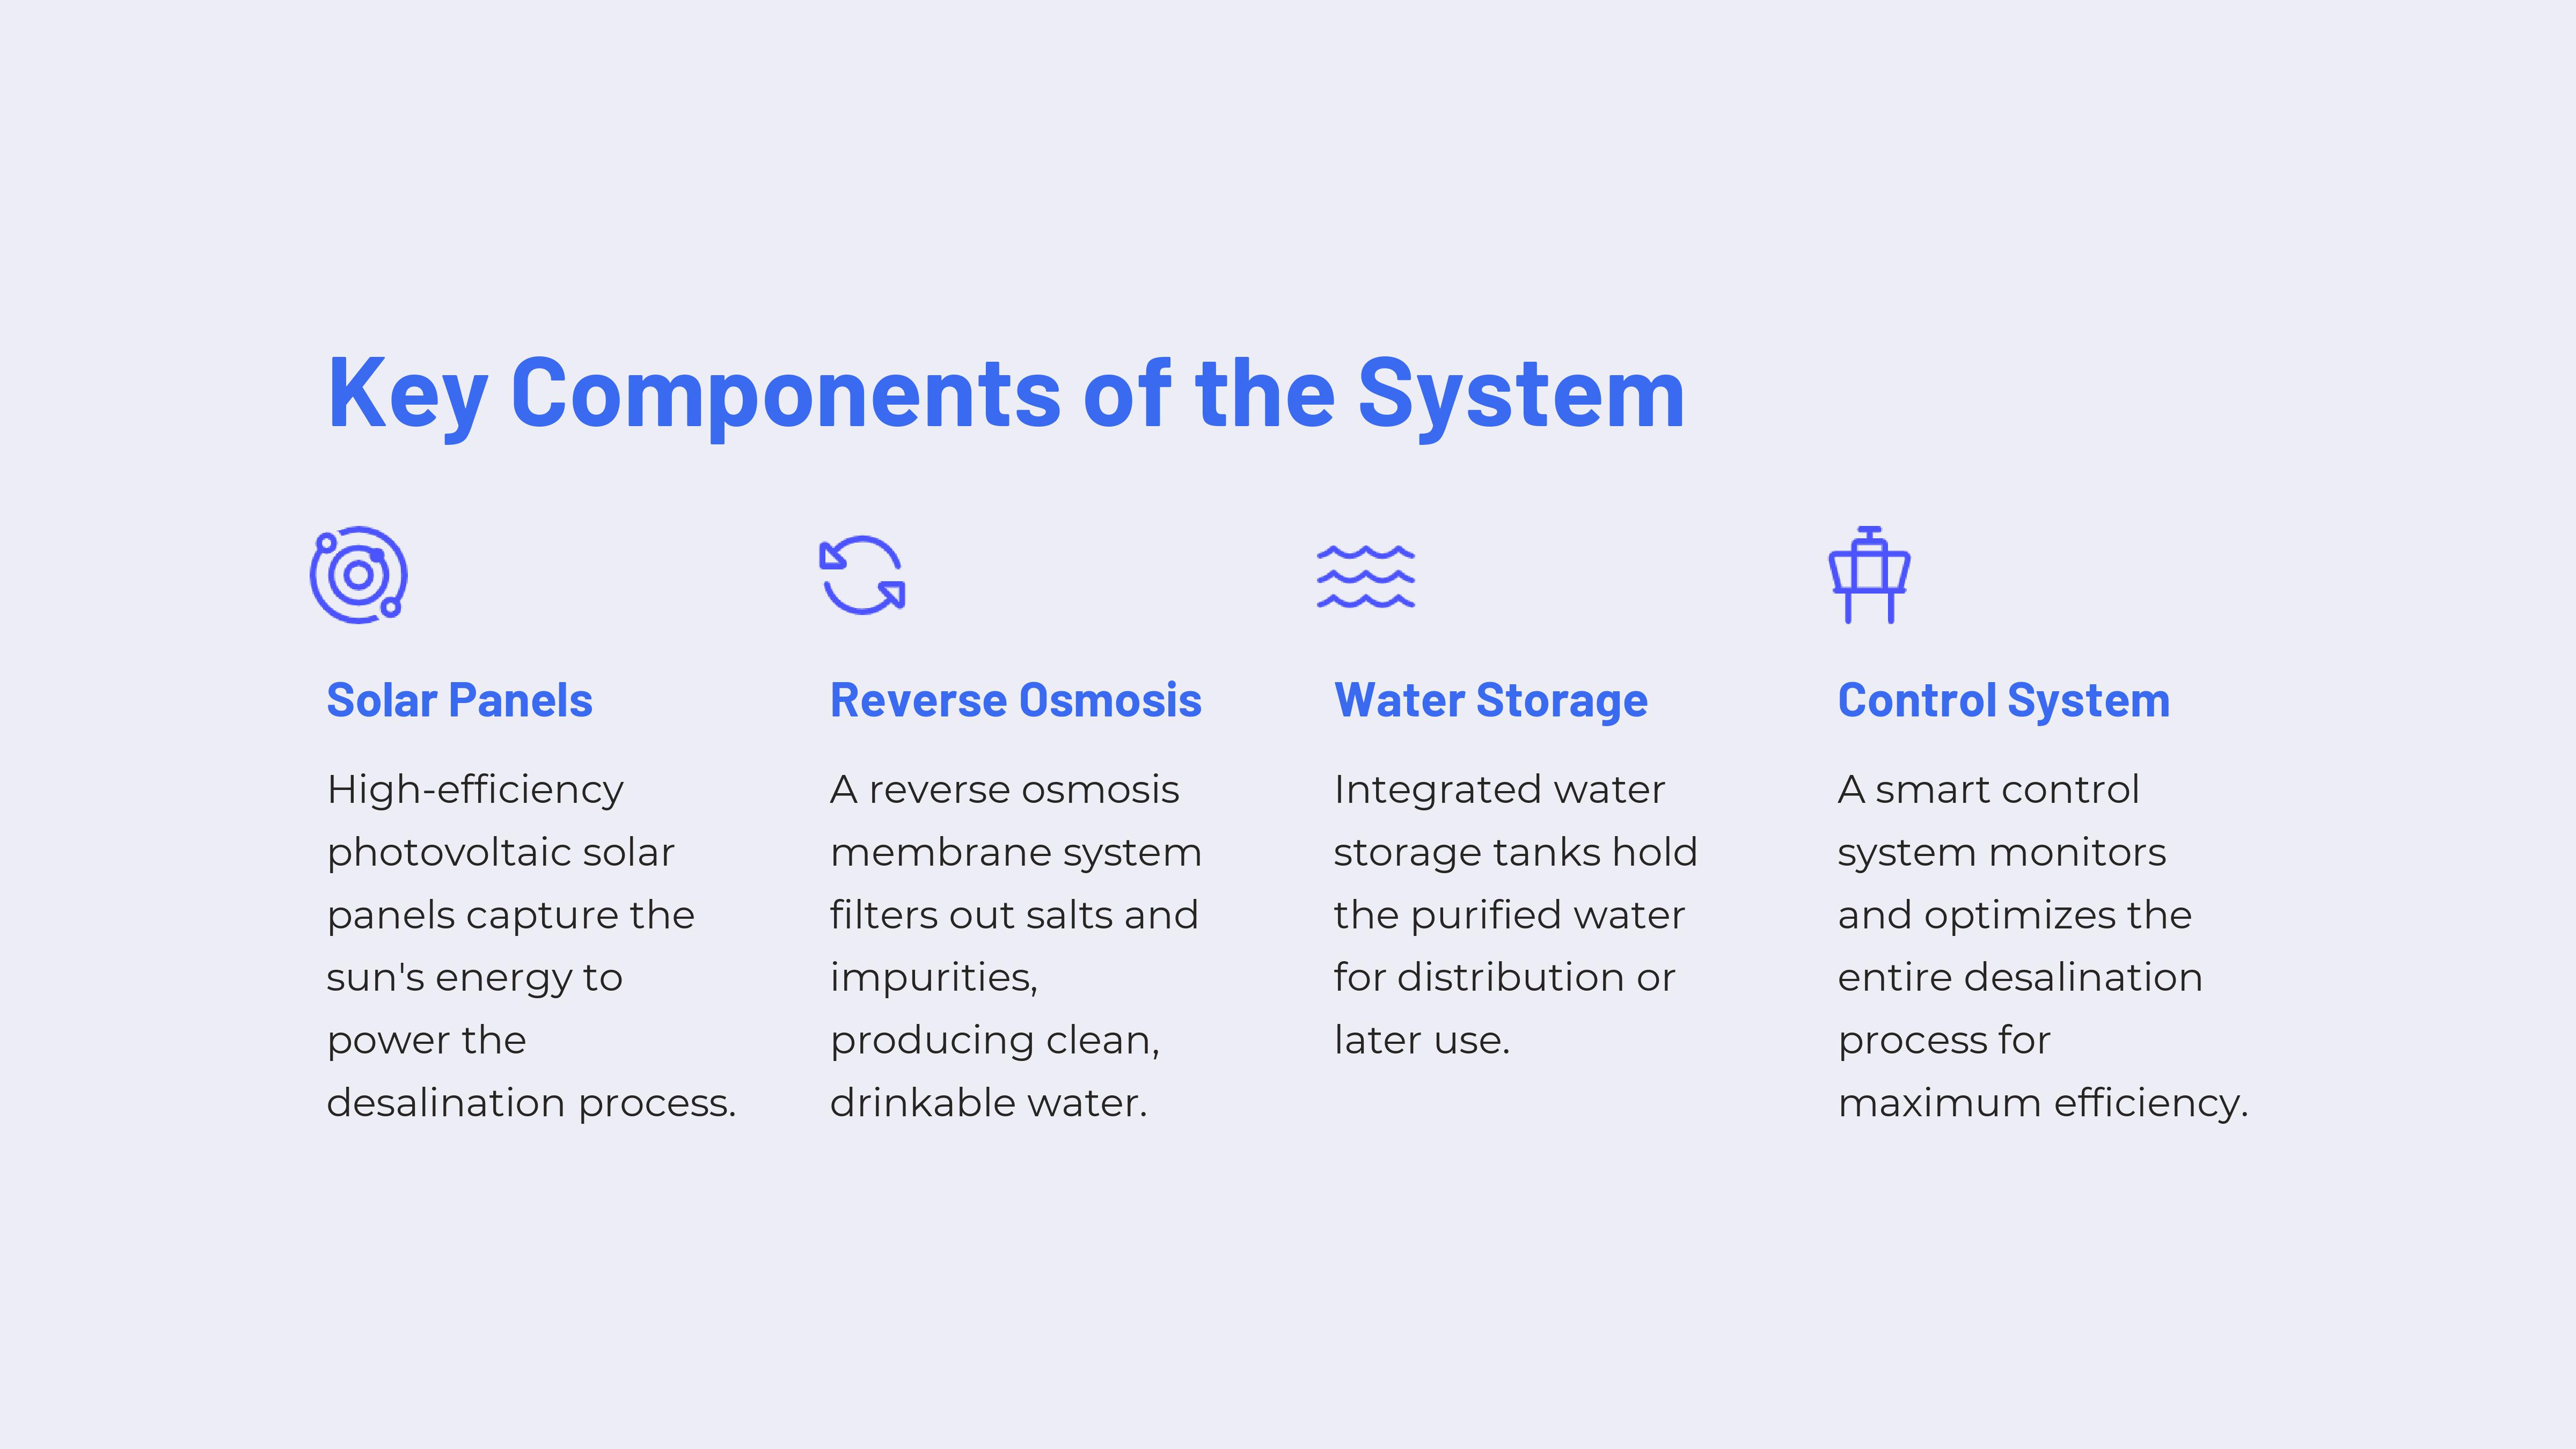 Key Components of the System
Solar Panels
High-efficiency
photovoltaic solar
panels capture the
sun's energy to
power the
desalination process.
Reverse Osmosis
A reverse osmosis
membrane system
filters out salts and
impurities,
producing clean,
drinkable water.
Water Storage
Integrated water
storage tanks hold
the purified water
for distribution or
later use.
Control System
A smart control
system monitors
and optimizes the
entire desalination
process for
maximum efficiency.